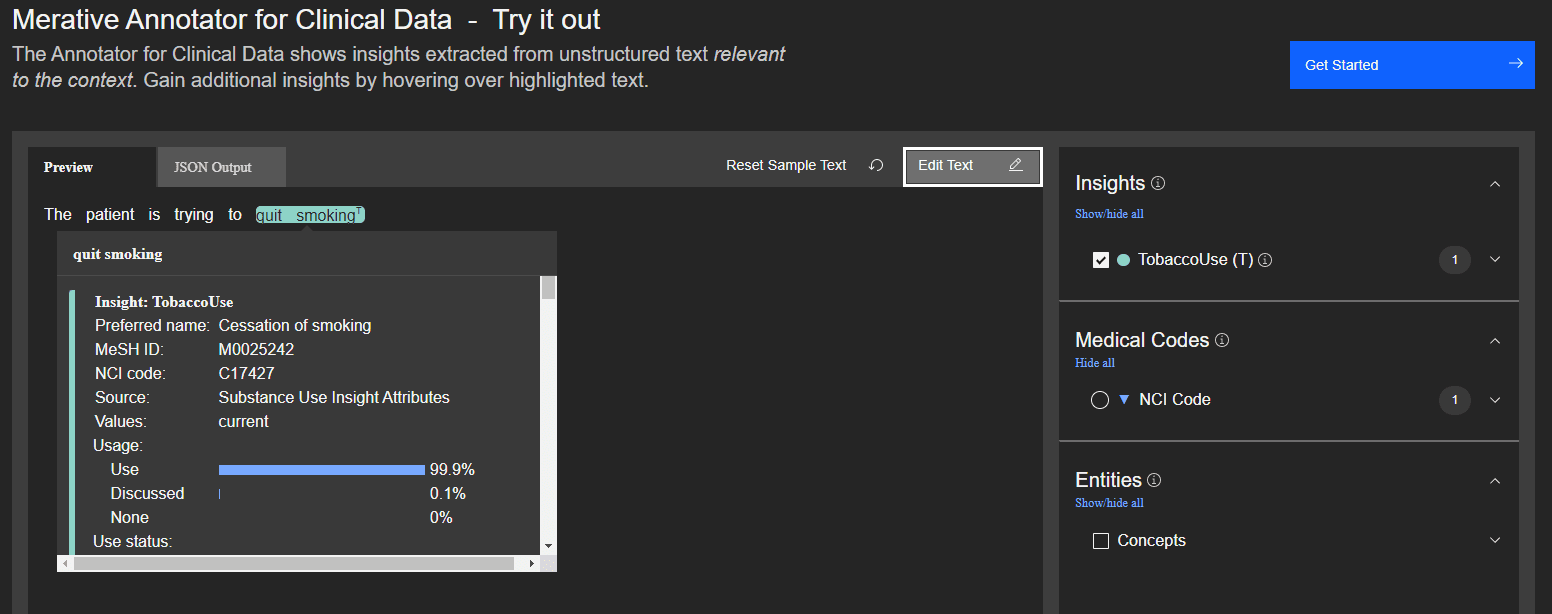 Merative Annotator for Clinical Data - Try it out
The Annotator for Clinical Data shows insights extracted from unstructured text relevant
to the context. Gain additional insights by hovering over highlighted text.
Get Started
Preview
JSON Output
Reset Sample Text
Edit Text
The patient is trying to quit smoking T
quit smoking
Insight: TobaccoUse
Preferred name: Cessation of smoking
MeSH ID: M0025242
NCI code: C17427
Source: Substance Use Insight Attributes
Values: current
Usage:
Use 99.9%
Discussed 0.1%
None 0%
Use status:
Insights
Show/hide all
TobaccoUse (T) 1
Medical Codes
Hide all
NCI Code 1
Entities
Show/hide all
Concepts